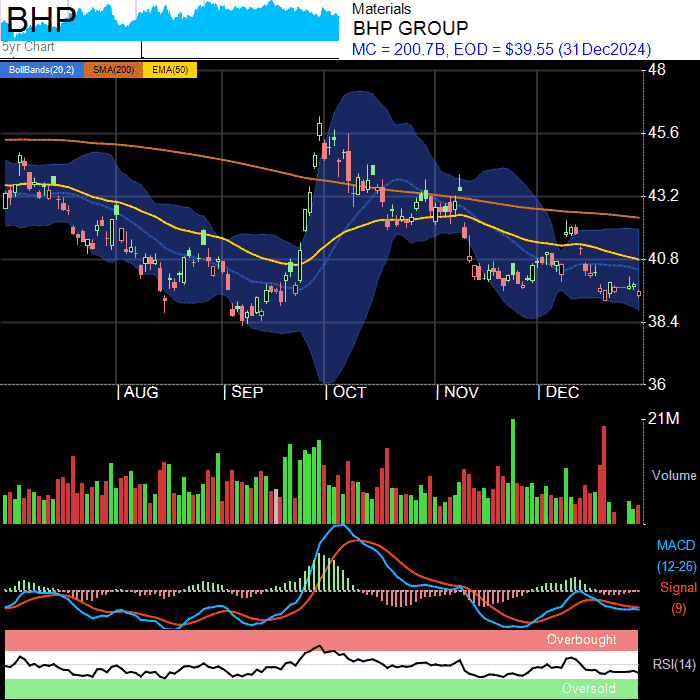 BHP
Materials
BHP GROUP
5yr Chart
MC = 200.7B, EOD = $39.55 (31Dec2024)
BollBands(20,2) SMA(200) EMA(50)
48
45.6
43.2
40.8
38.4
36
AUG SEP OCT NOV DEC
21M
Volume
MACD
(12-26)
Signal
(9)
Overbought
RSI(14)
Oversold